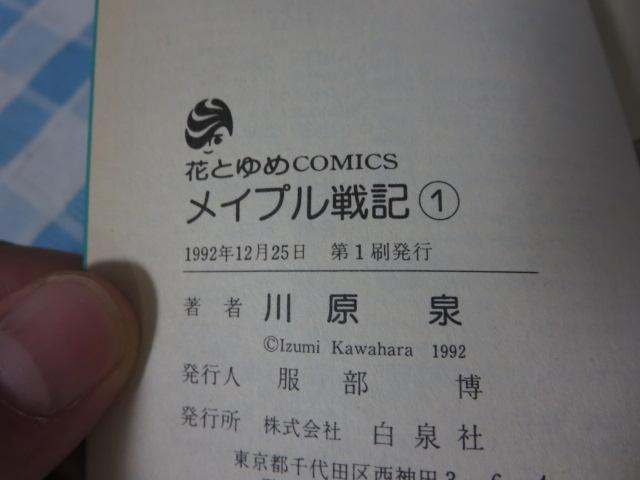 花とゆめCOMICS
メイプル戦記①
1992年12月25日 第1刷発行
著者 川原 泉
©Izumi Kawahara 1992
発行人 服部 博
発行所 株式会社 白泉社
東京都千代田区西神田3-6-4